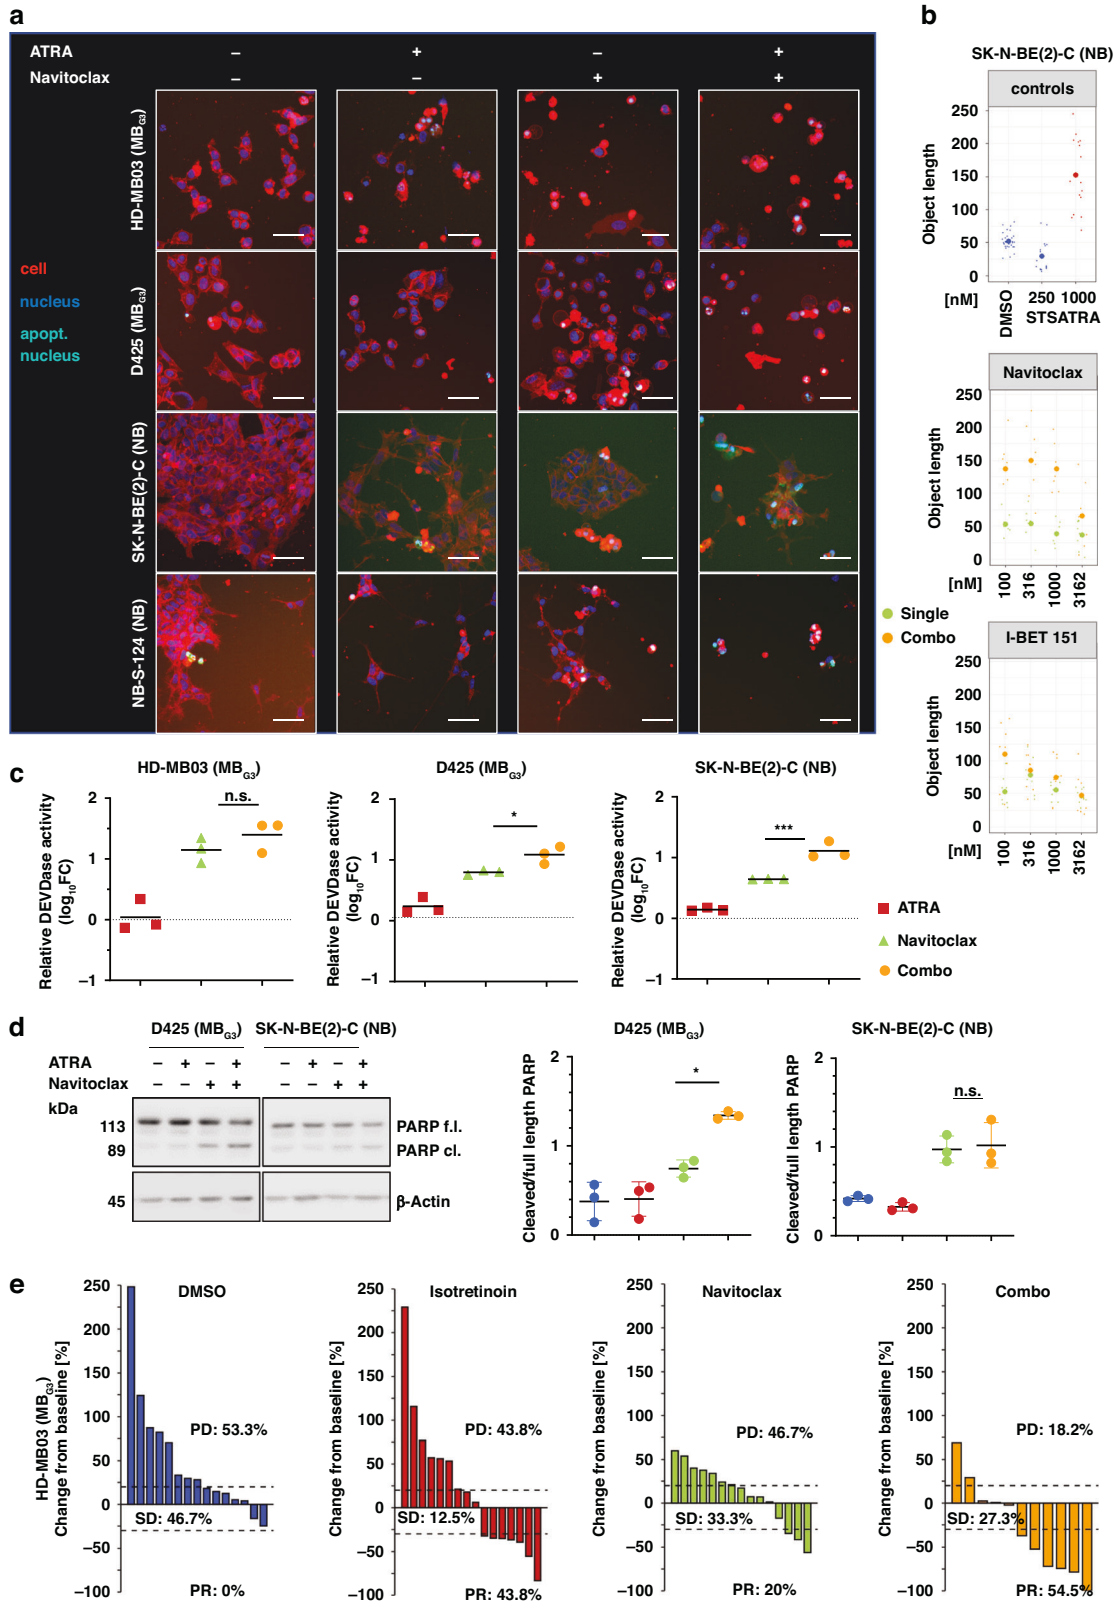 a
ATRA – + – +
Navitoclax – – + +
HD-MB03 (MBG3)
D425 (MBG3)
SK-N-BE(2)-C (NB)
NB-S-124 (NB)
cell
nucleus
apopt.
nucleus
b
SK-N-BE(2)-C (NB)
controls
Object length
250
200
150
100
50
0
[nM]
DMSO
250 1000
STSATRA
Navitoclax
Object length
250
200
150
100
50
0
[nM]
100
316
1000
3162
Single
Combo
I-BET 151
Object length
250
200
150
100
50
0
[nM]
100
316
1000
3162
c
HD-MB03 (MBG3)
Relative DEVDase activity
(log10FC)
2
1
0
–1
n.s.
D425 (MBG3)
Relative DEVDase activity
(log10FC)
2
1
0
–1
*
SK-N-BE(2)-C (NB)
Relative DEVDase activity
(log10FC)
2
1
0
–1
***
ATRA
Navitoclax
Combo
d
D425 (MBG3) SK-N-BE(2)-C (NB)
ATRA – + – + – + – +
Navitoclax – – + + – – + +
kDa
113
89
45
PARP f.l.
PARP cl.
β-Actin
D425 (MBG3)
Cleaved/full length PARP
2
1
0
*
SK-N-BE(2)-C (NB)
Cleaved/full length PARP
2
1
0
n.s.
e
HD-MB03 (MBG3)
Change from baseline [%]
250
200
150
100
50
0
–50
–100
DMSO
PD: 53.3%
SD: 46.7%
PR: 0%
Change from baseline [%]
250
200
150
100
50
0
–50
–100
Isotretinoin
PD: 43.8%
SD: 12.5%
PR: 43.8%
Change from baseline [%]
250
200
150
100
50
0
–50
–100
Navitoclax
PD: 46.7%
SD: 33.3%
PR: 20%
Change from baseline [%]
250
200
150
100
50
0
–50
–100
Combo
PD: 18.2%
SD: 27.3%
PR: 54.5%